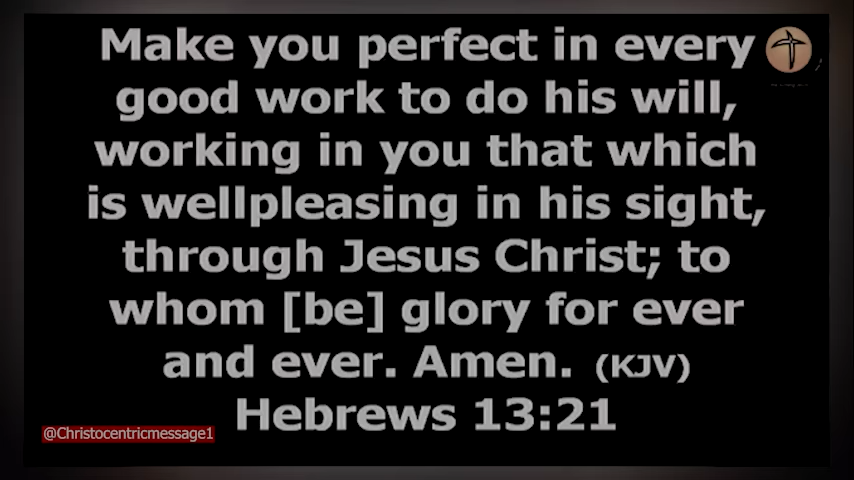 Make you perfect in every
good work to do his will,
working in you that which
is wellpleasing in his sight,
through Jesus Christ; to
whom [be] glory for ever
and ever. Amen. (KJV)
Hebrews 13:21
@Christocentricmessage1